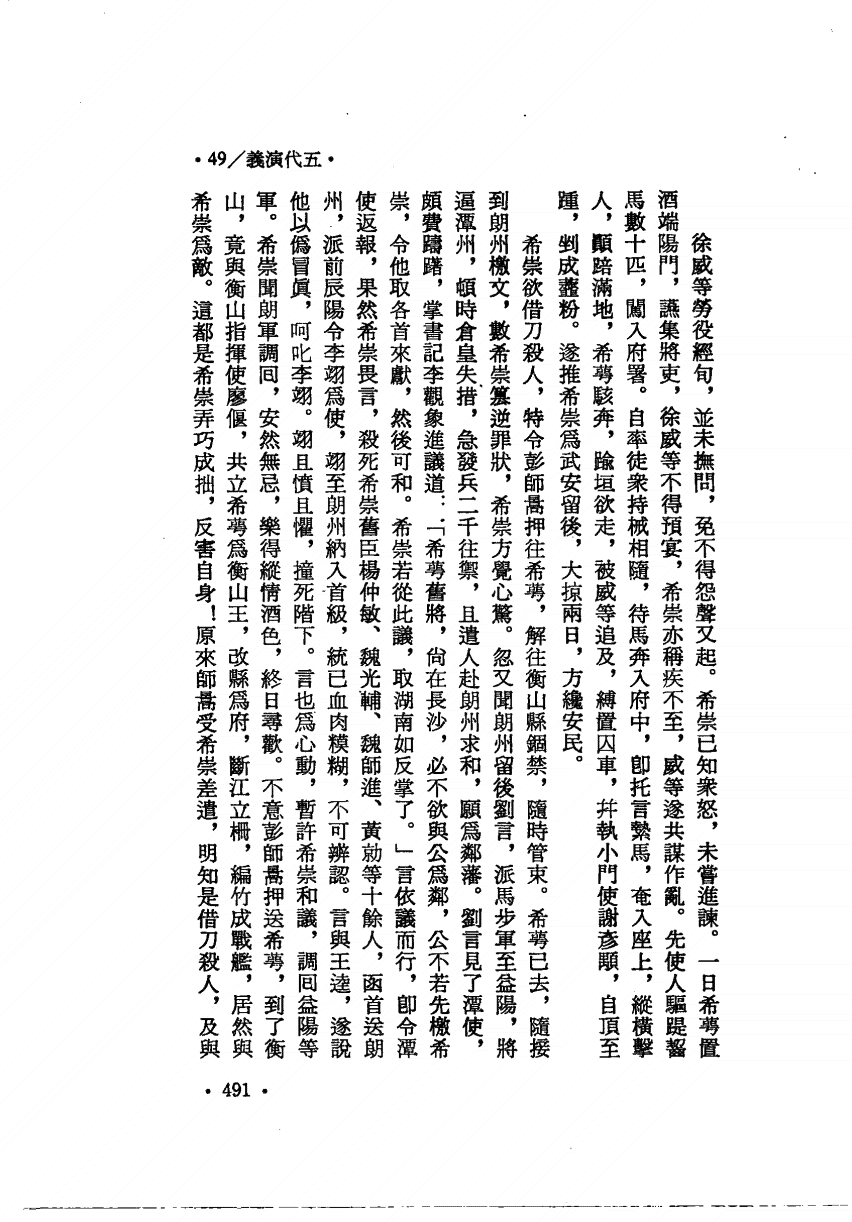 ・49／義演代五・
徐威等勞役經旬，並未撫問，免不得怨聲又起。希崇已知衆怒，未嘗進諫。一日希萼置
酒端陽門，讌集將吏，徐威等不得預宴，希崇亦稱疾不至，威等遂共謀作亂。先使人驅踶齧
馬數十匹，闖入府署。自率徒衆持械相隨，待馬奔入府中，卽托言縶馬，奄入座上，縱橫擊
人，顚踣滿地，希萼駭奔，踰垣欲走，被威等追及，縛置囚車，幷執小門使謝彥顒，自頂至
踵，剉成虀粉。遂推希崇爲武安留後，大掠兩日，方纔安民。
希崇欲借刀殺人，特令彭師暠押往希萼，解往衡山縣錮禁，隨時管束。希萼已去，隨接
到朗州檄文，數希崇簒逆罪狀，希崇方覺心驚。忽又聞朗州留後劉言，派馬步軍至益陽，將
逼潭州，頓時倉皇失措，急發兵二千往禦，且遣人赴朗州求和，願爲鄰藩。劉言見了潭使，
頗費躊躇，掌書記李觀象進議道：「希萼舊將，尙在長沙，必不欲與公爲鄰，公不若先檄希
崇，令他取各首來獻，然後可和。希崇若從此議，取湖南如反掌了。」言依議而行，卽令潭
使返報，果然希崇畏言，殺死希崇舊臣楊仲敏、魏光輔、魏師進、黃勍等十餘人，函首送朗
州，派前辰陽令李翊爲使，翊至朗州納入首級，統已血肉糢糊，不可辨認。言與王逵，遂說
他以僞冒眞，呵叱李翊。翊且憤且懼，撞死階下。言也爲心動，暫許希崇和議，調回益陽等
軍。希崇聞朗軍調回，安然無忌，樂得縱情酒色，終日尋歡。不意彭師暠押送希萼，到了衡
山，竟與衡山指揮使廖偃，共立希萼爲衡山王，改縣爲府，斷江立柵，編竹成戰艦，居然與
希崇爲敵。這都是希崇弄巧成拙，反害自身！原來師暠受希崇差遣，明知是借刀殺人，及與
・491・